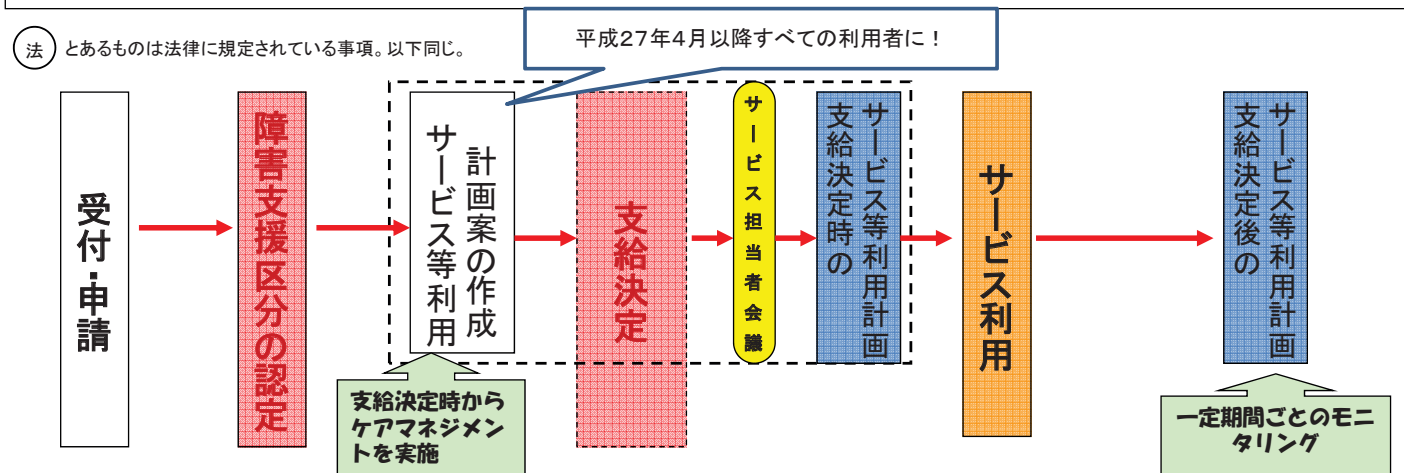 法 とあるものは法律に規定されている事項。以下同じ。
平成27年4月以降すべての利用者に！
受付・申請
障害支援区分の認定
サービス等利用
計画案の作成
支給決定
サービス担当者会議
支給決定時の
サービス等利用計画
サービス利用
支給決定後の
サービス等利用計画
支給決定時から
ケアマネジメン
トを実施
一定期間ごとのモニ
タリング